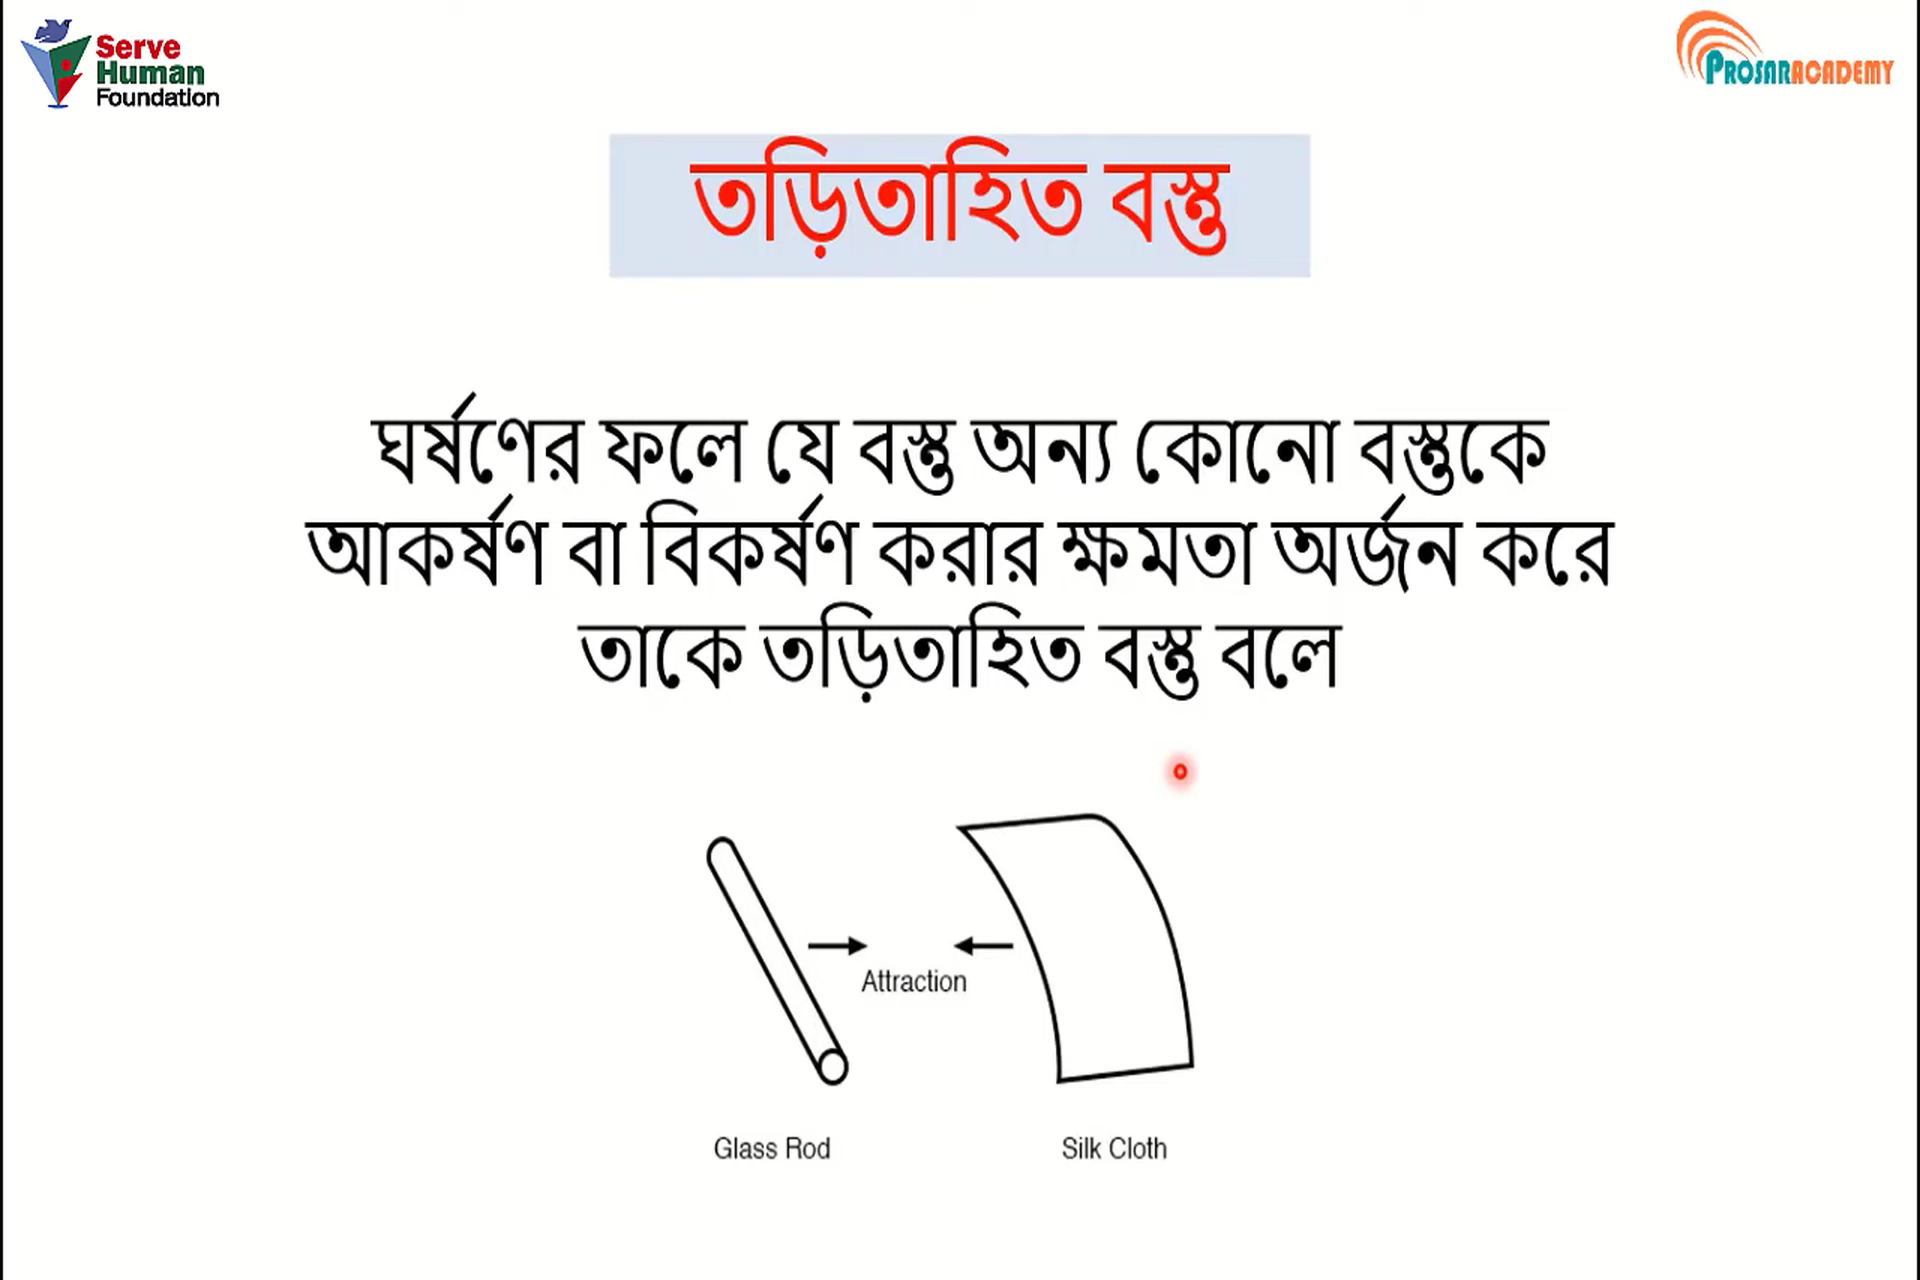 Serve
Human
Foundation
PROSARACADEMY
তড়িতাহিত বস্তু
ঘর্ষণের ফলে যে বস্তু অন্য কোনো বস্তুকে
আকর্ষণ বা বিকর্ষণ করার ক্ষমতা অর্জন করে
তাকে তড়িতাহিত বস্তু বলে
Attraction
Glass Rod
Silk Cloth